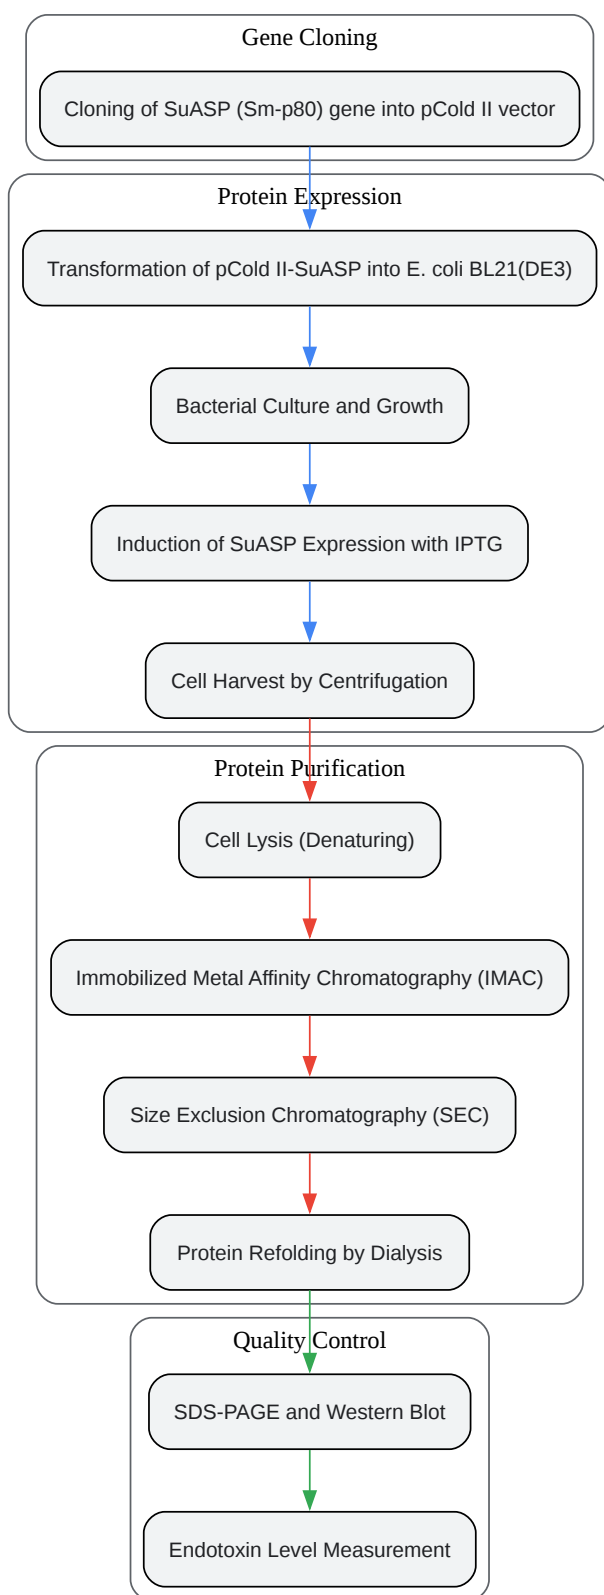 Gene Cloning
Cloning of SuASP (Sm-p80) gene into pCold II vector
Protein Expression
Transformation of pCold II-SuASP into E. coli BL21(DE3)
Bacterial Culture and Growth
Induction of SuASP Expression with IPTG
Cell Harvest by Centrifugation
Protein Purification
Cell Lysis (Denaturing)
Immobilized Metal Affinity Chromatography (IMAC)
Size Exclusion Chromatography (SEC)
Protein Refolding by Dialysis
Quality Control
SDS-PAGE and Western Blot
Endotoxin Level Measurement